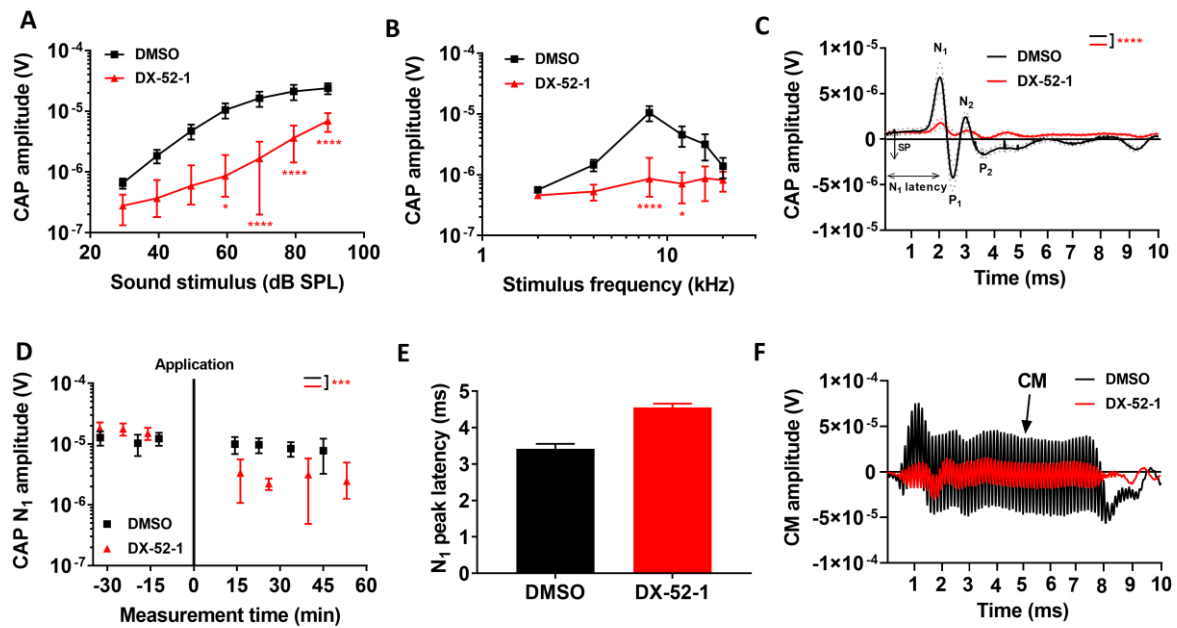 A
DMSO
DX-52-1
CAP amplitude (V)
10⁻⁴
10⁻⁵
10⁻⁶
10⁻⁷
20 40 60 80 100
Sound stimulus (dB SPL)
* **** **** ****
B
DMSO
DX-52-1
CAP amplitude (V)
10⁻⁴
10⁻⁵
10⁻⁶
10⁻⁷
1 10
Stimulus frequency (kHz)
**** *
C
DMSO
DX-52-1
****
CAP amplitude (V)
1×10⁻⁵
5×10⁻⁶
0
-5×10⁻⁶
-1×10⁻⁵
N₁
N₂
SP
P₂
N₁ latency
P₁
1 2 3 4 5 6 7 8 9 10
Time (ms)
D
Application
***
CAP N₁ amplitude (V)
10⁻⁴
10⁻⁵
10⁻⁶
10⁻⁷
DMSO
DX-52-1
-30 -15 0 15 30 45 60
Measurement time (min)
E
N₁ peak latency (ms)
5
4
3
2
1
0
DMSO DX-52-1
F
CM
DMSO
DX-52-1
CM amplitude (V)
1×10⁻⁴
5×10⁻⁵
0
-5×10⁻⁵
-1×10⁻⁴
1 2 3 4 5 6 7 8 9 10
Time (ms)